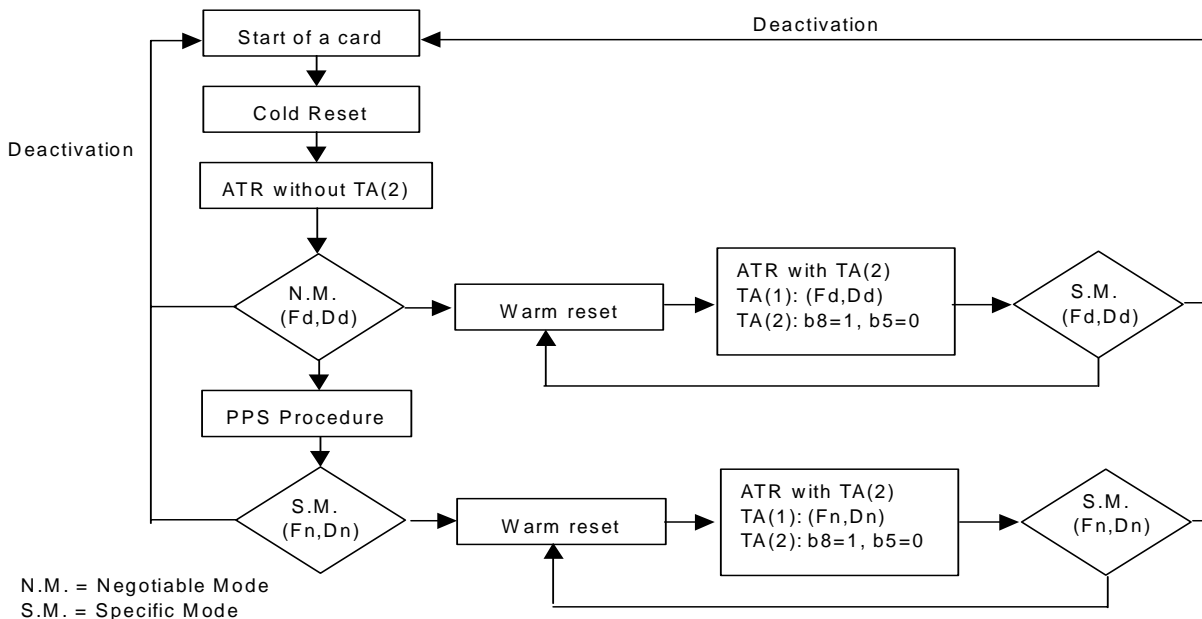 Deactivation
Start of a card
Cold Reset
Deactivation
ATR without TA(2)
N.M.
(Fd,Dd)
Warm reset
ATR with TA(2)
TA(1): (Fd,Dd)
TA(2): b8=1, b5=0
S.M.
(Fd,Dd)
PPS Procedure
S.M.
(Fn,Dn)
Warm reset
ATR with TA(2)
TA(1): (Fn,Dn)
TA(2): b8=1, b5=0
S.M.
(Fn,Dn)
N.M. = Negotiable Mode
S.M. = Specific Mode